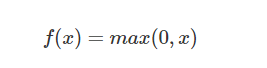 f(x) = max(0, x)